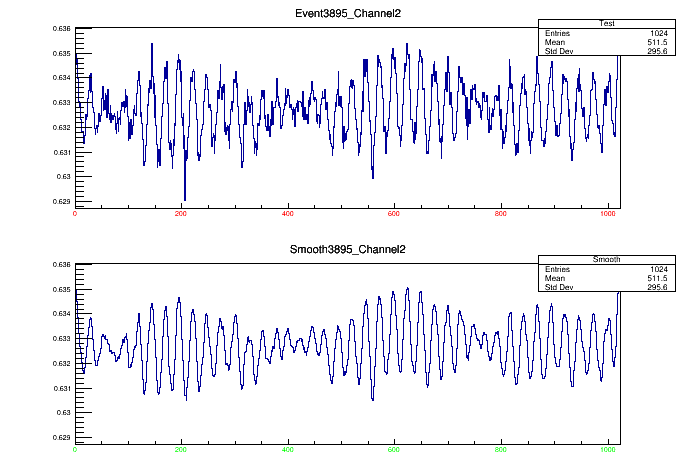 Event3895_Channel2
Test
Entries 1024
Mean 511.5
Std Dev 295.6
0.636
0.635
0.634
0.633
0.632
0.631
0.63
0.629
0 200 400 600 800 1000
Smooth3895_Channel2
Smooth
Entries 1024
Mean 511.5
Std Dev 295.6
0.636
0.635
0.634
0.633
0.632
0.631
0.63
0.629
0 200 400 600 800 1000